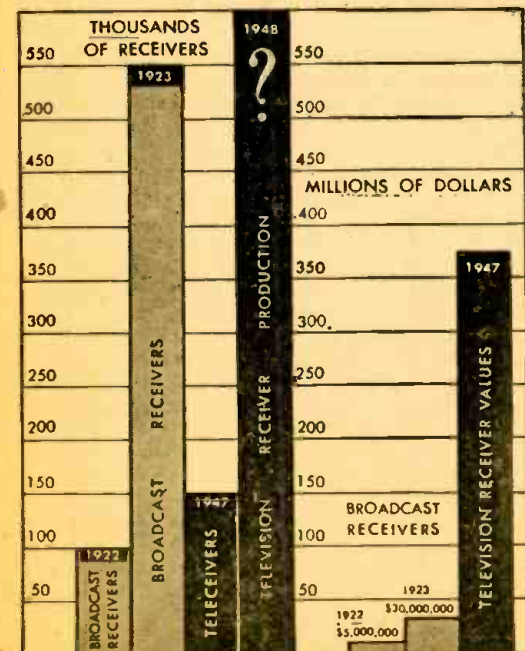 THOUSANDS
OF RECEIVERS
550
500
450
400
350
300
250
200
150
100
50
1922
BROADCAST
RECEIVERS
1923
BROADCAST RECEIVERS
1947
TELECEIVERS
1948
?
TELEVISION RECEIVER PRODUCTION
MILLIONS OF DOLLARS
550
500
450
400
350
300
250
200
150
100
50
BROADCAST
RECEIVERS
1922
$5,000,000
1923
$30,000,000
1947
TELEVISION RECEIVER VALUES